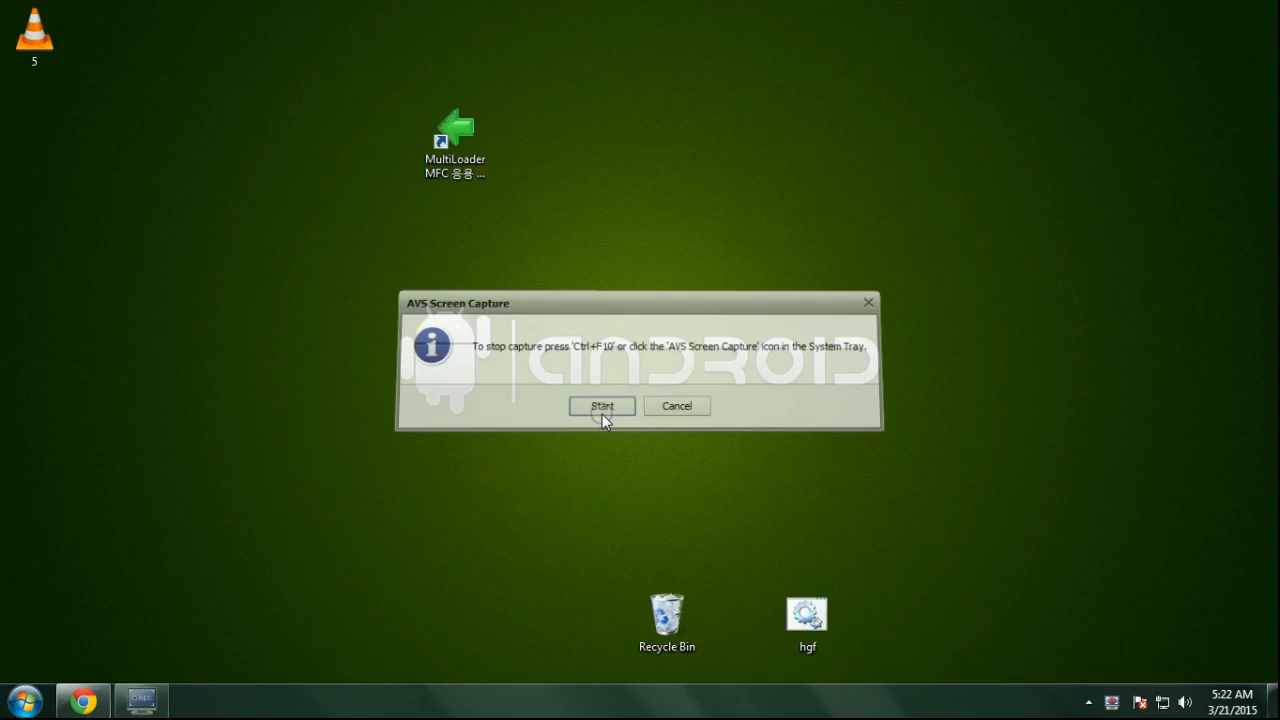 5
MultiLoader
MFC 응용 ...
AVS Screen Capture
To stop capture press 'Ctrl+F10' or click the 'AVS Screen Capture' icon in the System Tray.
ANDROID
Start
Cancel
Recycle Bin
hgf
REC
5:22 AM
3/21/2015